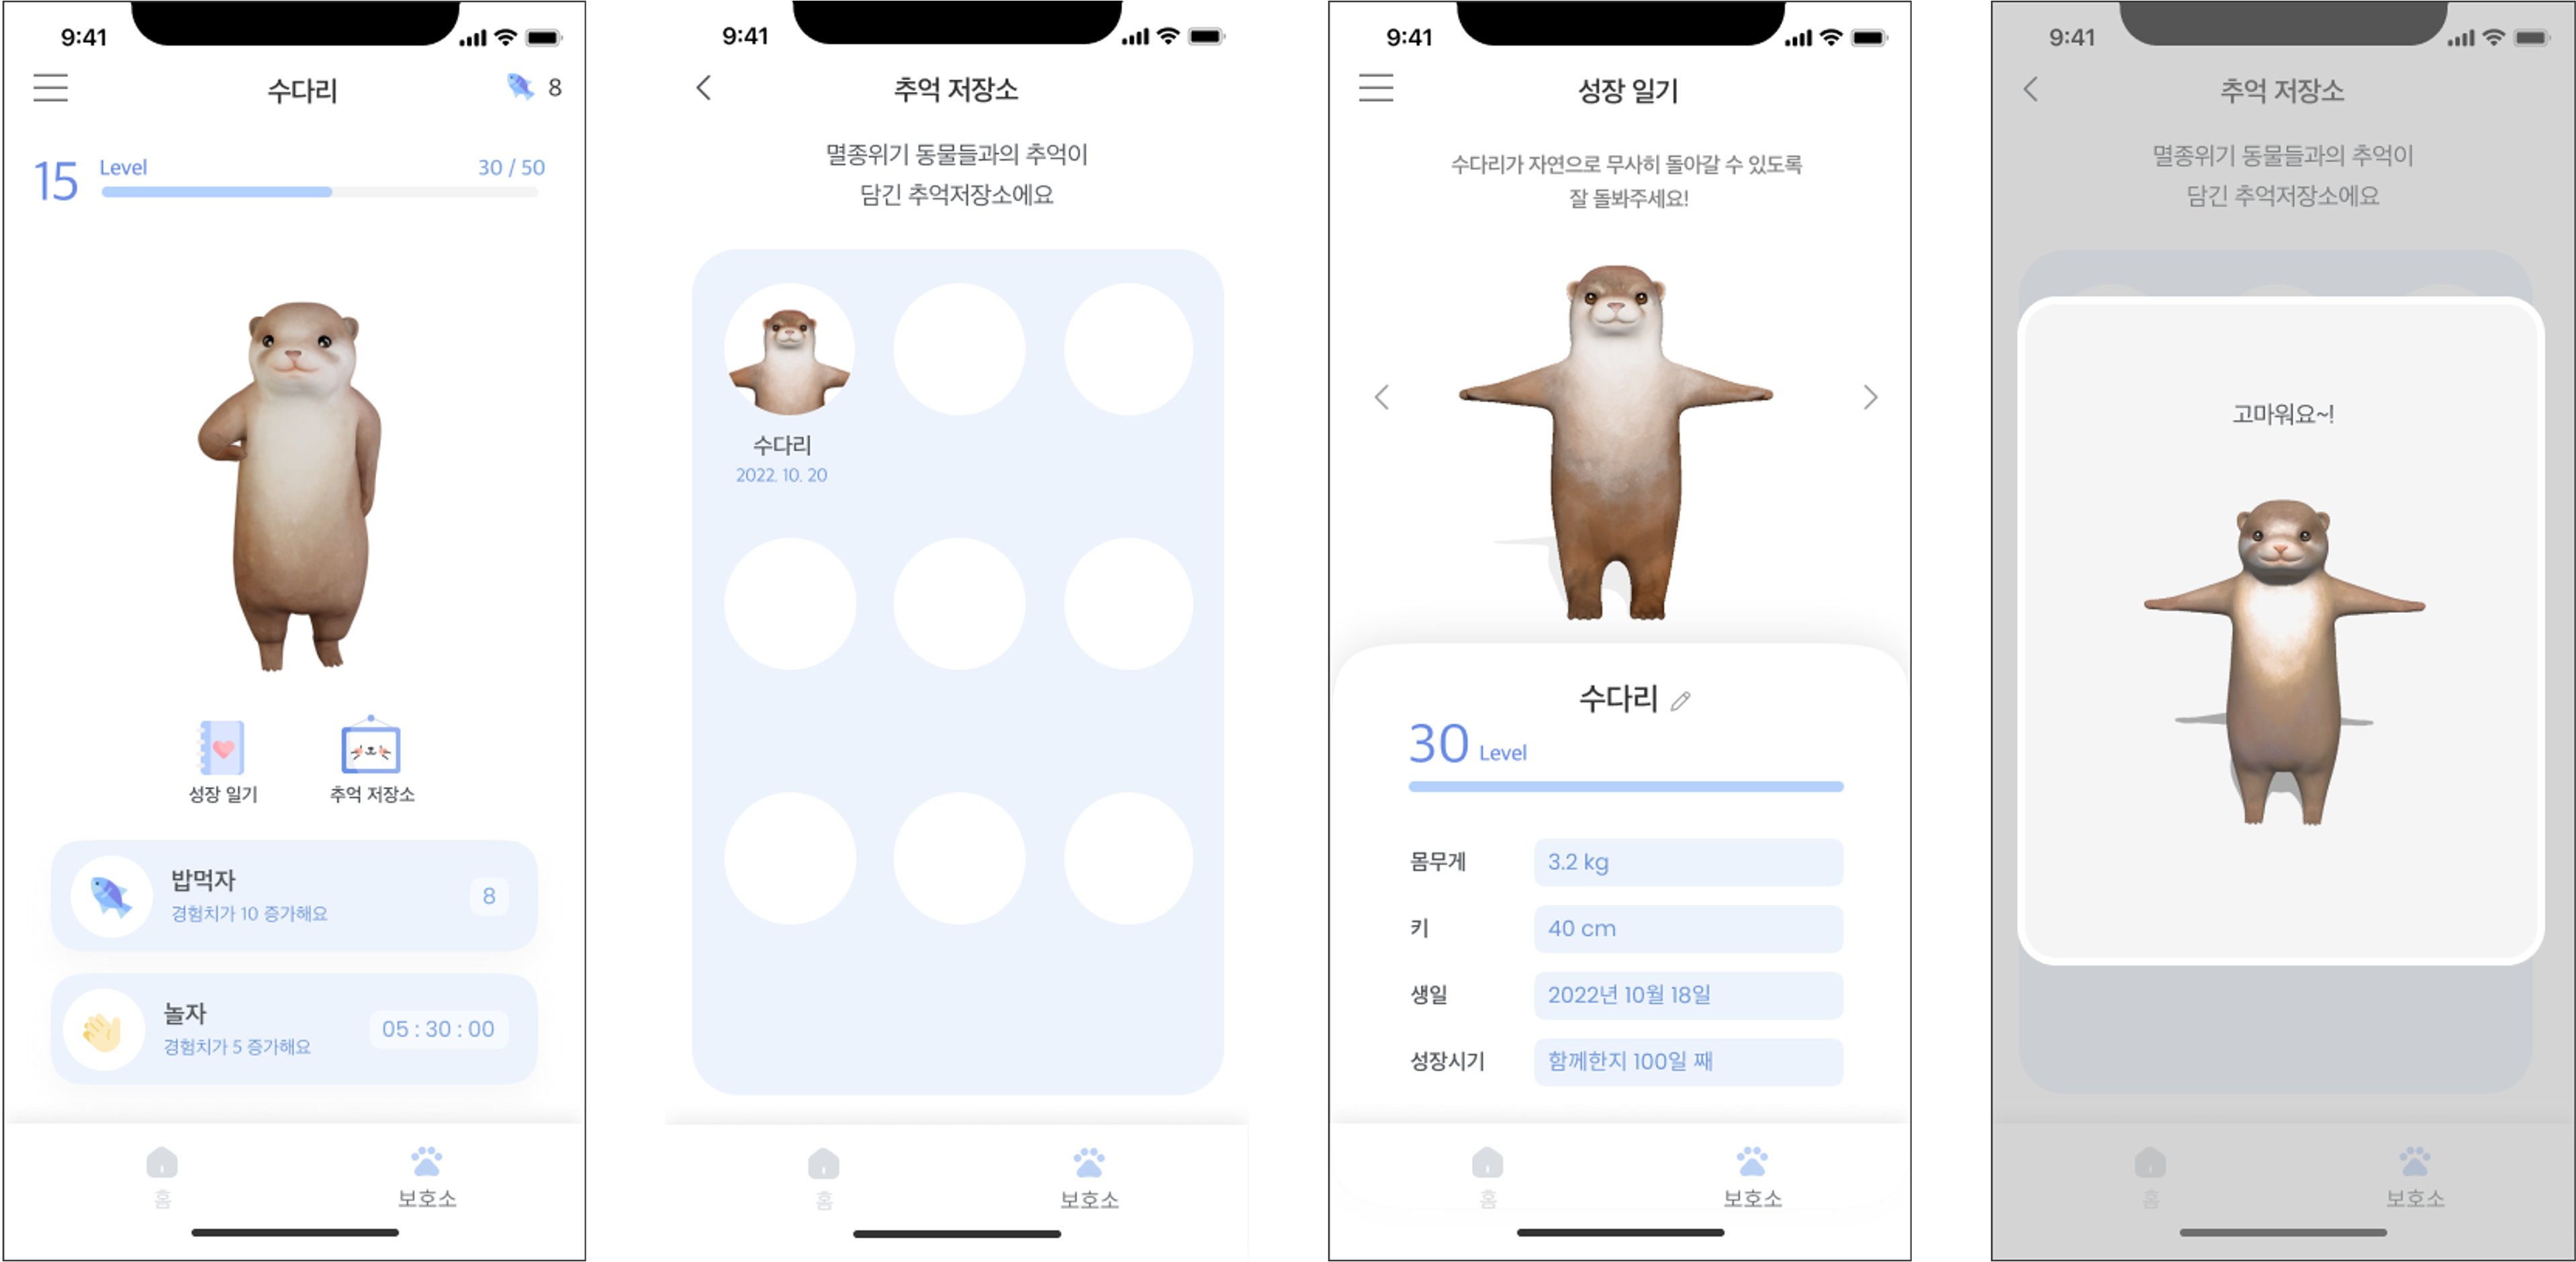 9:41
수다리
8
15
Level
30 / 50
성장 일기
추억 저장소
밥먹자
경험치가 10 증가해요
8
놀자
경험치가 5 증가해요
05 : 30 : 00
홈
보호소
9:41
추억 저장소
멸종위기 동물들과의 추억이
담긴 추억저장소에요
수다리
2022. 10. 20
홈
보호소
9:41
성장 일기
수다리가 자연으로 무사히 돌아갈 수 있도록
잘 돌봐주세요!
수다리
30 Level
몸무게
3.2 kg
키
40 cm
생일
2022년 10월 18일
성장시기
함께한지 100일 째
홈
보호소
9:41
추억 저장소
멸종위기 동물들과의 추억이
담긴 추억저장소에요
고마워요~!
홈
보호소